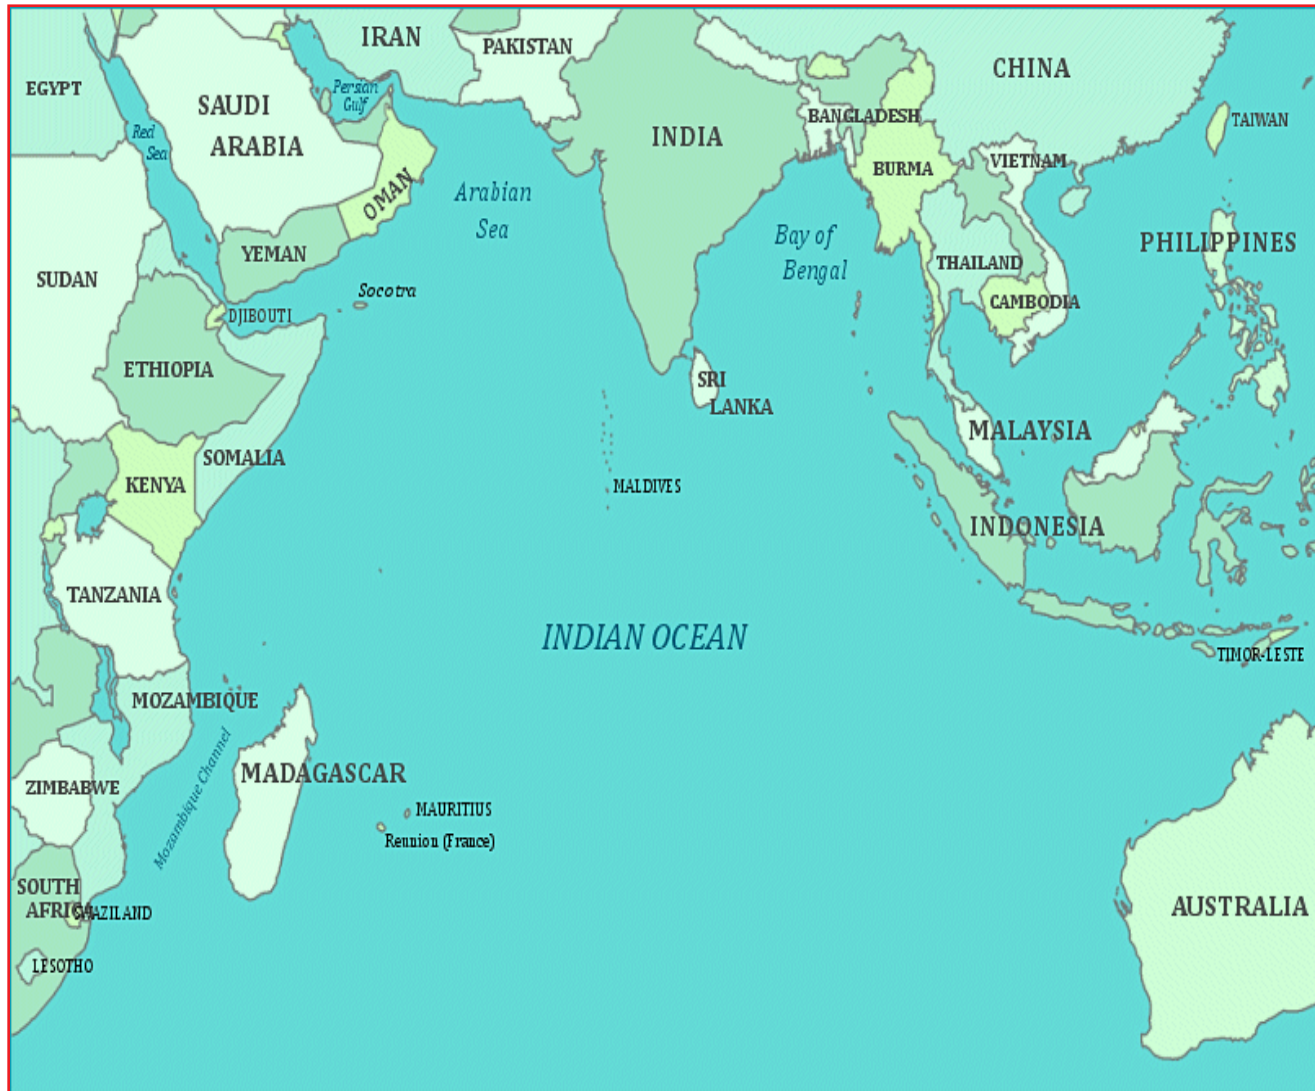 IRAN
PAKISTAN
CHINA
EGYPT
Persian
Gulf
SAUDI
ARABIA
BANGLADESH
TAIWAN
Red
Sea
INDIA
VIETNAM
BURMA
OMAN
Arabian
Sea
Bay of
Bengal
PHILIPPINES
YEMAN
THAILAND
SUDAN
Socotra
CAMBODIA
DJIBOUTI
ETHIOPIA
SRI
LANKA
MALAYSIA
SOMALIA
KENYA
MALDIVES
INDONESIA
TANZANIA
INDIAN OCEAN
TIMOR-LESTE
MOZAMBIQUE
Mozambique Channel
MADAGASCAR
ZIMBABWE
MAURITIUS
Reunion (France)
SOUTH
AFRICA
SWAZILAND
AUSTRALIA
LESOTHO